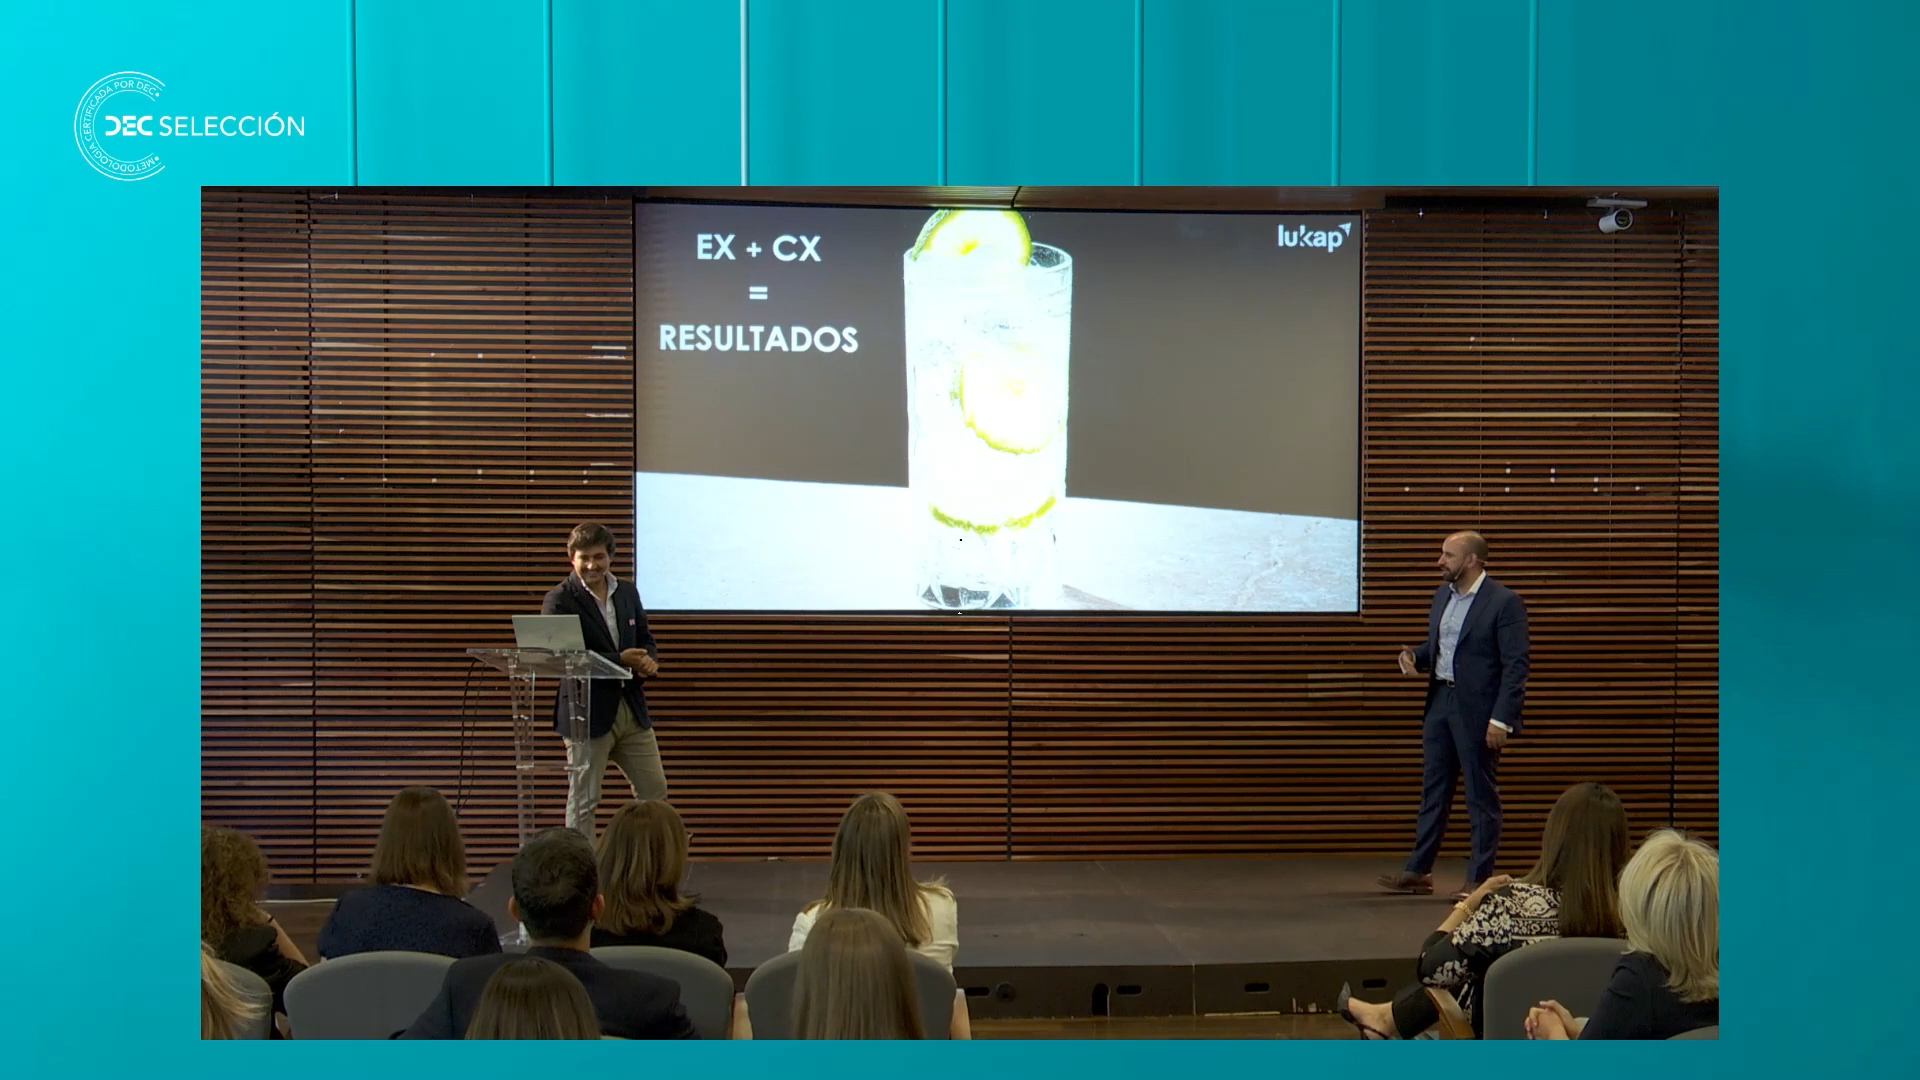 METODOLOGÍA CERTIFICADA POR DEC
DEC SELECCIÓN
EX + CX
=
RESULTADOS
lukap